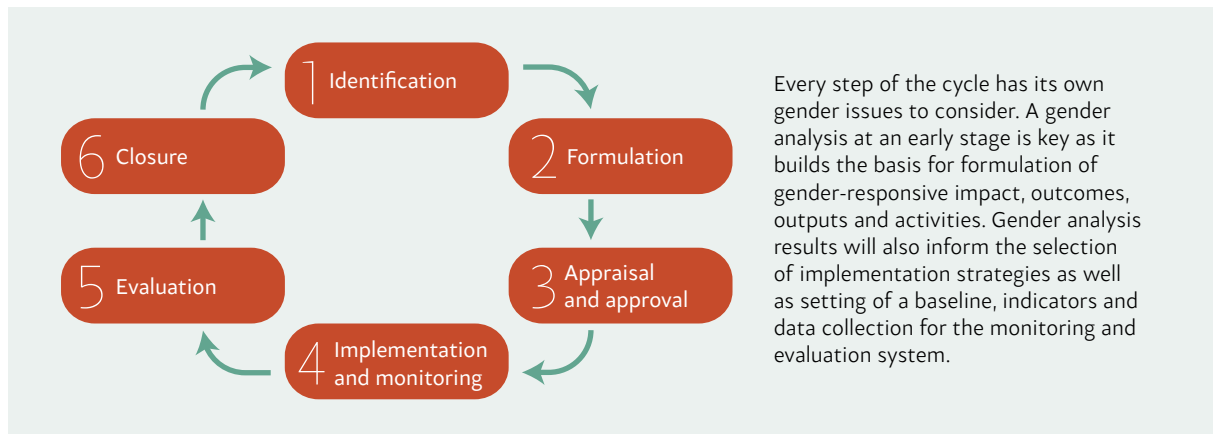 1 Identification
2 Formulation
3 Appraisal
and approval
4 Implementation
and monitoring
5 Evaluation
6 Closure
Every step of the cycle has its own
gender issues to consider. A gender
analysis at an early stage is key as it
builds the basis for formulation of
gender-responsive impact, outcomes,
outputs and activities. Gender analysis
results will also inform the selection
of implementation strategies as well
as setting of a baseline, indicators and
data collection for the monitoring and
evaluation system.